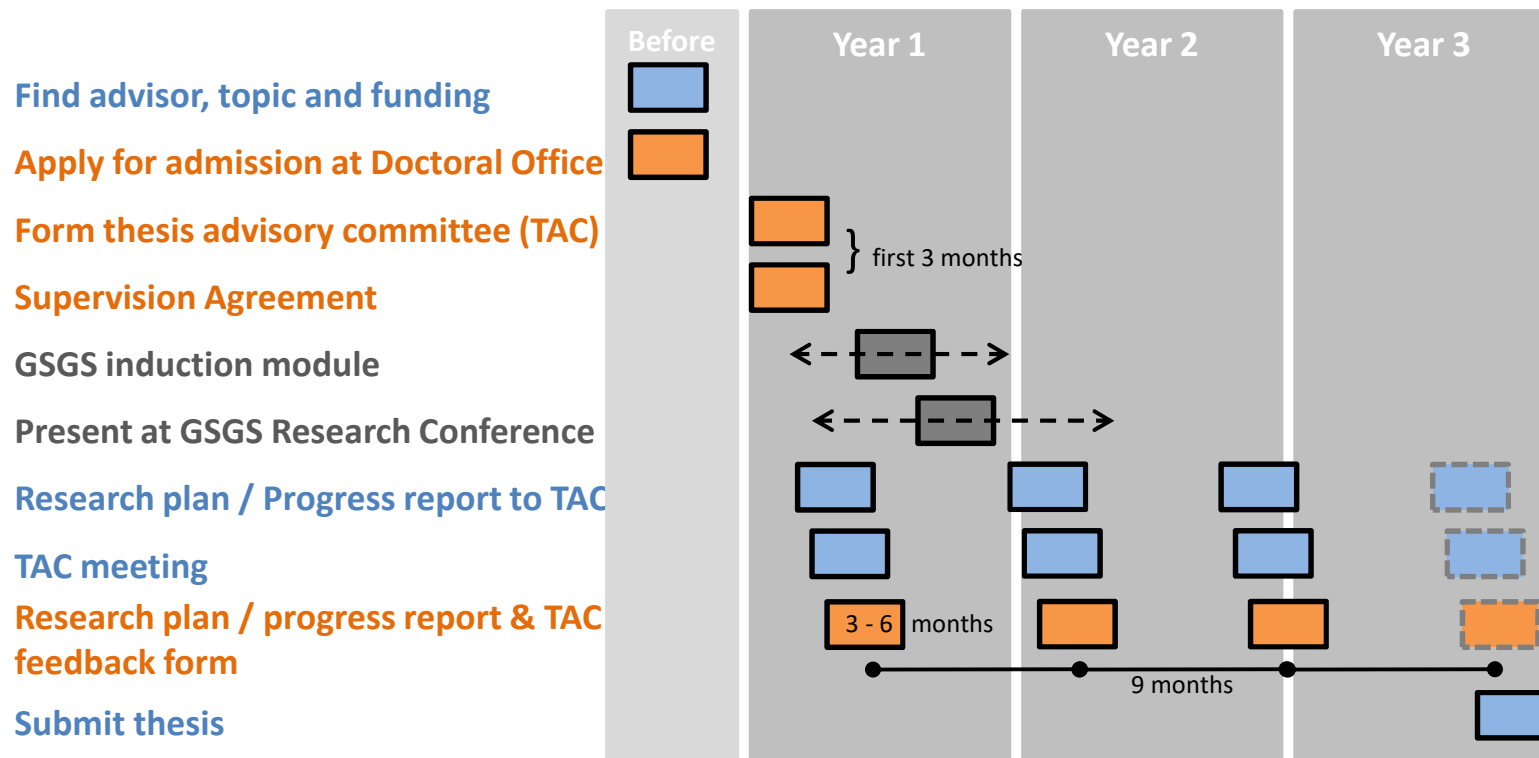 Before
Year 1
Year 2
Year 3
Find advisor, topic and funding
Apply for admission at Doctoral Office
Form thesis advisory committee (TAC)
} first 3 months
Supervision Agreement
GSGS induction module
Present at GSGS Research Conference
Research plan / Progress report to TAC
TAC meeting
Research plan / progress report & TAC
feedback form
3 - 6 months
9 months
Submit thesis